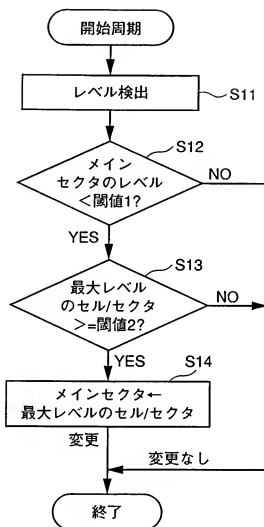 開始周期
レベル検出
S11
S12
メイン
セクタのレベル
<閾値1?
NO
YES
S13
最大レベル
のセル/セクタ
>=閾値2?
NO
YES
S14
メインセクタ←
最大レベルのセル/セクタ
変更
変更なし
終了